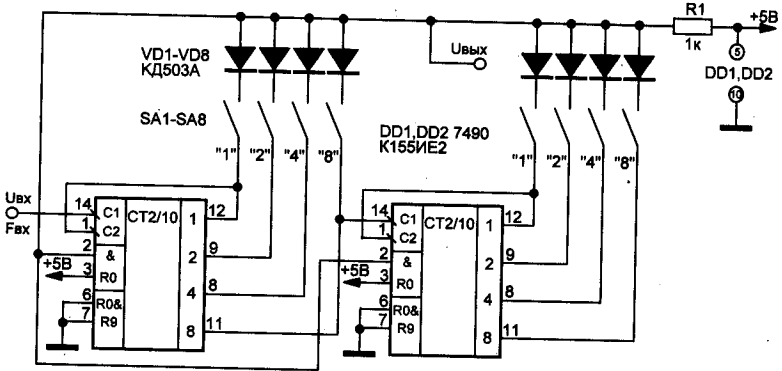 R1
+5В
1к
VD1-VD8
КД503А
Uвых
5
DD1,DD2
10
SA1-SA8
"1" "2" "4" "8"
DD1,DD2 7490
К155ИЕ2
"1" "2" "4" "8"
Uвх
Fвх
14 C1 CT2/10 1 12
1 C2
2 & 2 9
+5В 3 R0
4 8
6 R0&
7 R9
8 11
14 C1 CT2/10 1 12
1 C2
2 & 2 9
+5В 3 R0
4 8
6 R0&
7 R9
8 11